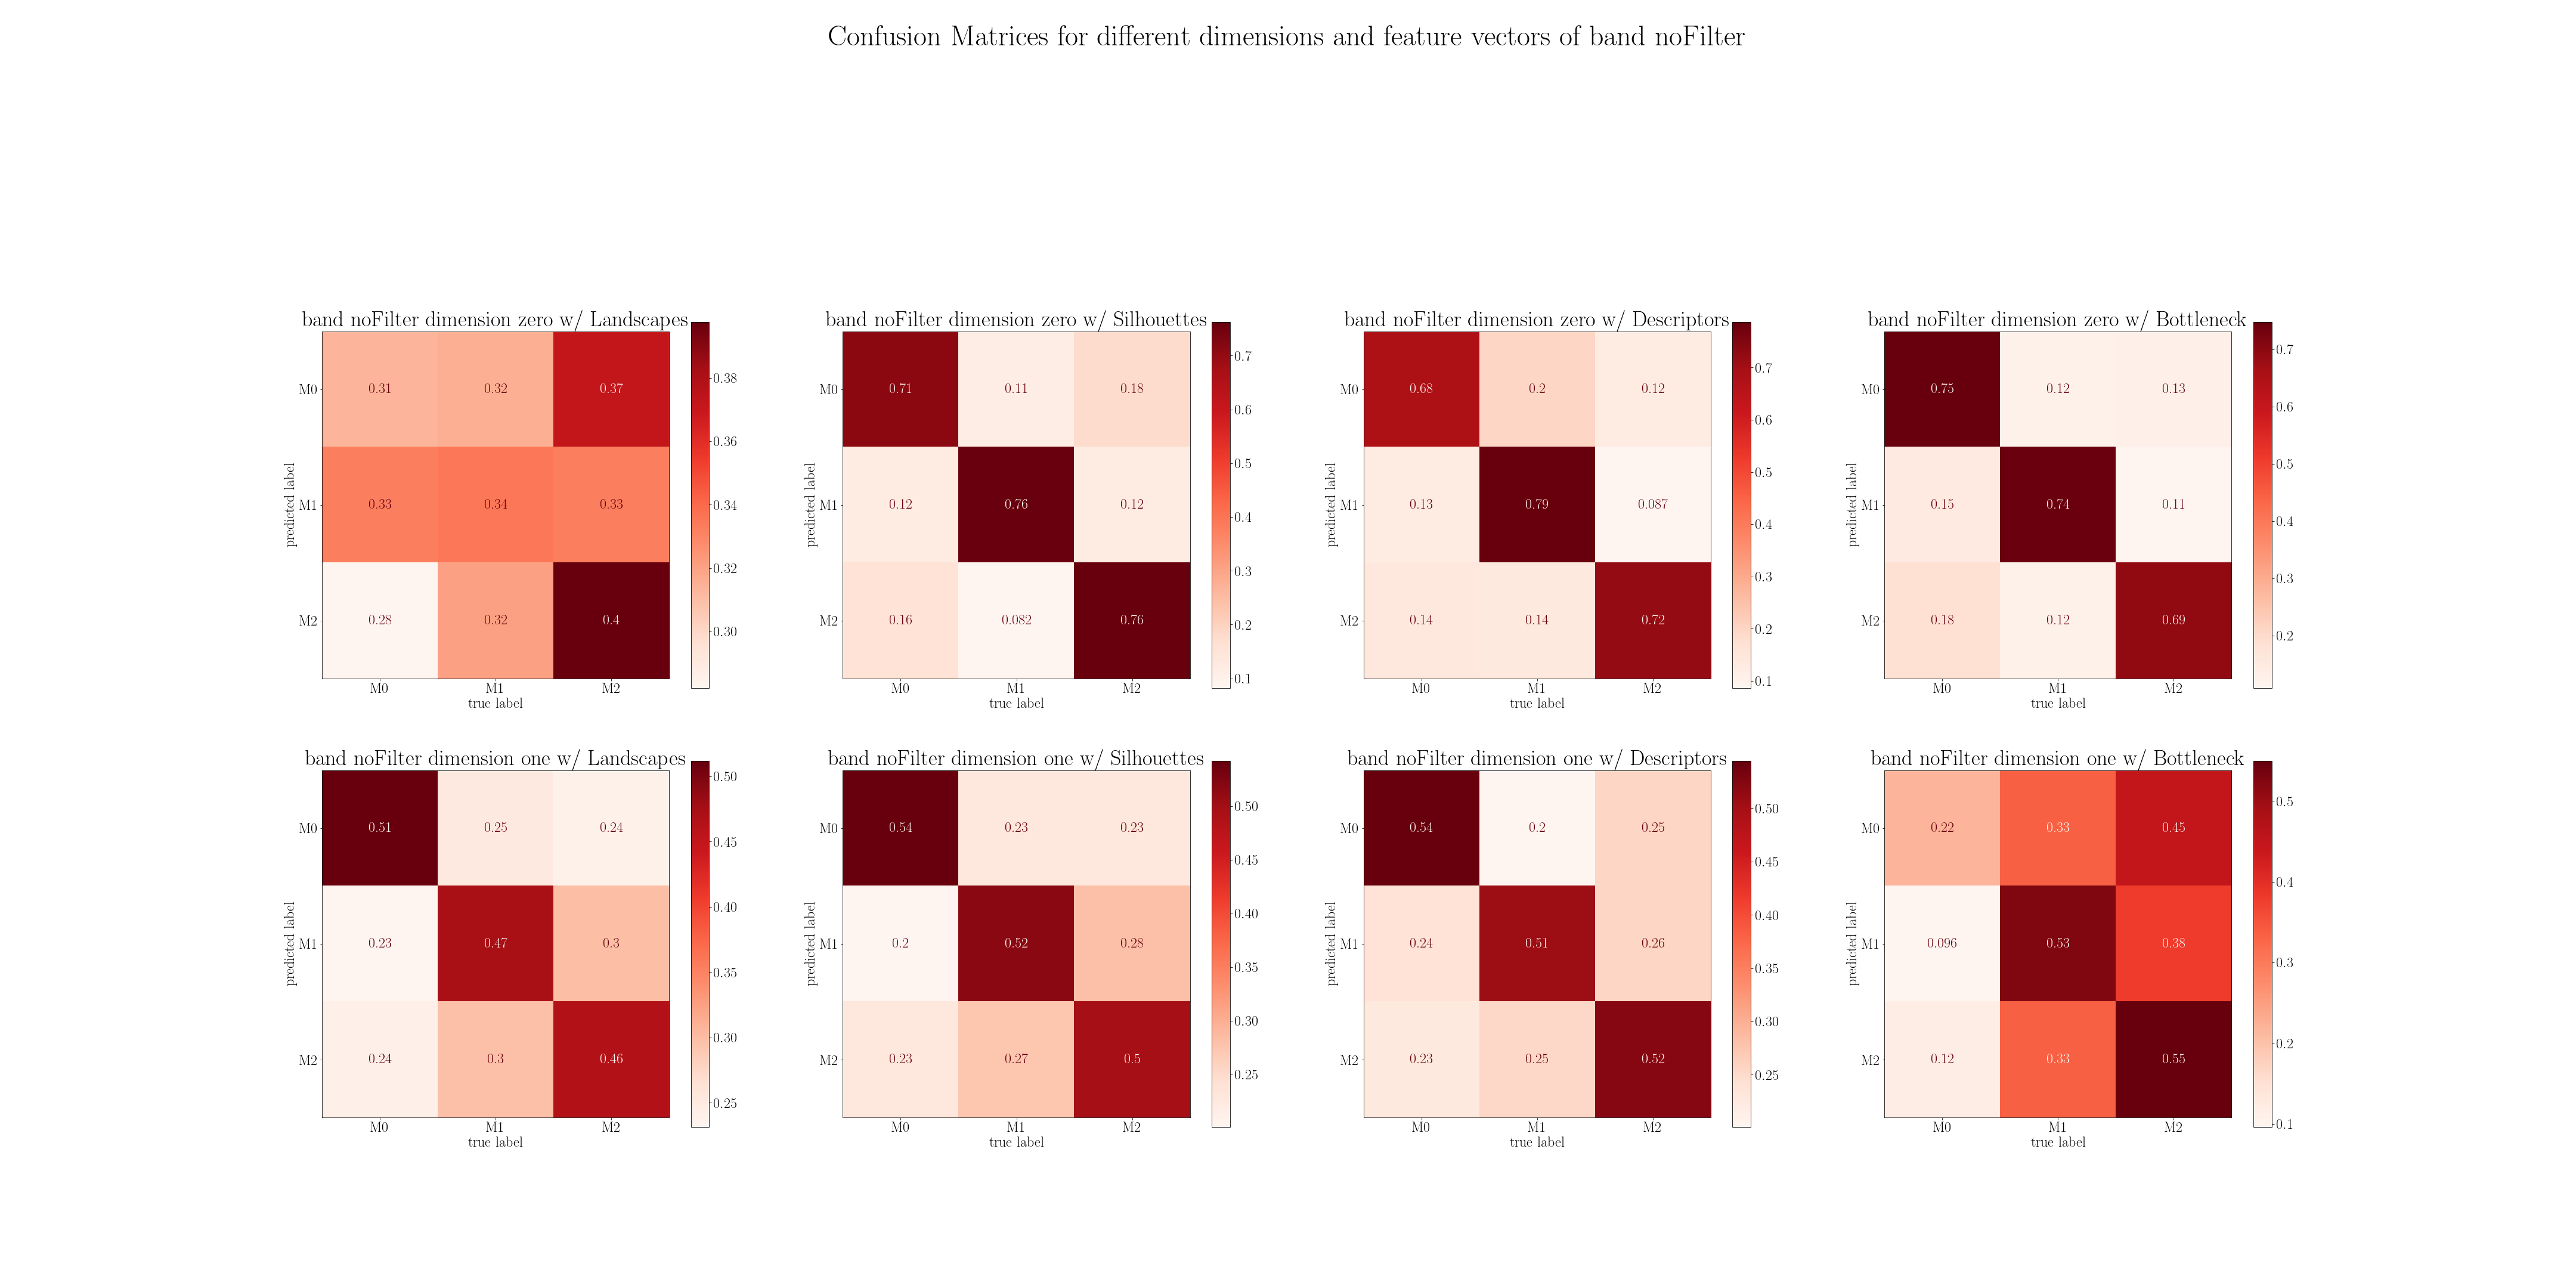 Confusion Matrices for different dimensions and feature vectors of band noFilter
band noFilter dimension zero w/ Landscapes
predicted label
M0 0.31 0.32 0.37
M1 0.33 0.34 0.33
M2 0.28 0.32 0.4
M0 M1 M2
true label
0.38
0.36
0.34
0.32
0.30
band noFilter dimension zero w/ Silhouettes
predicted label
M0 0.71 0.11 0.18
M1 0.12 0.76 0.12
M2 0.16 0.082 0.76
M0 M1 M2
true label
0.7
0.6
0.5
0.4
0.3
0.2
0.1
band noFilter dimension zero w/ Descriptors
predicted label
M0 0.68 0.2 0.12
M1 0.13 0.79 0.087
M2 0.14 0.14 0.72
M0 M1 M2
true label
0.7
0.6
0.5
0.4
0.3
0.2
0.1
band noFilter dimension zero w/ Bottleneck
predicted label
M0 0.75 0.12 0.13
M1 0.15 0.74 0.11
M2 0.18 0.12 0.69
M0 M1 M2
true label
0.7
0.6
0.5
0.4
0.3
0.2
band noFilter dimension one w/ Landscapes
predicted label
M0 0.51 0.25 0.24
M1 0.23 0.47 0.3
M2 0.24 0.3 0.46
M0 M1 M2
true label
0.50
0.45
0.40
0.35
0.30
0.25
band noFilter dimension one w/ Silhouettes
predicted label
M0 0.54 0.23 0.23
M1 0.2 0.52 0.28
M2 0.23 0.27 0.5
M0 M1 M2
true label
0.50
0.45
0.40
0.35
0.30
0.25
band noFilter dimension one w/ Descriptors
predicted label
M0 0.54 0.2 0.25
M1 0.24 0.51 0.26
M2 0.23 0.25 0.52
M0 M1 M2
true label
0.50
0.45
0.40
0.35
0.30
0.25
band noFilter dimension one w/ Bottleneck
predicted label
M0 0.22 0.33 0.45
M1 0.096 0.53 0.38
M2 0.12 0.33 0.55
M0 M1 M2
true label
0.5
0.4
0.3
0.2
0.1